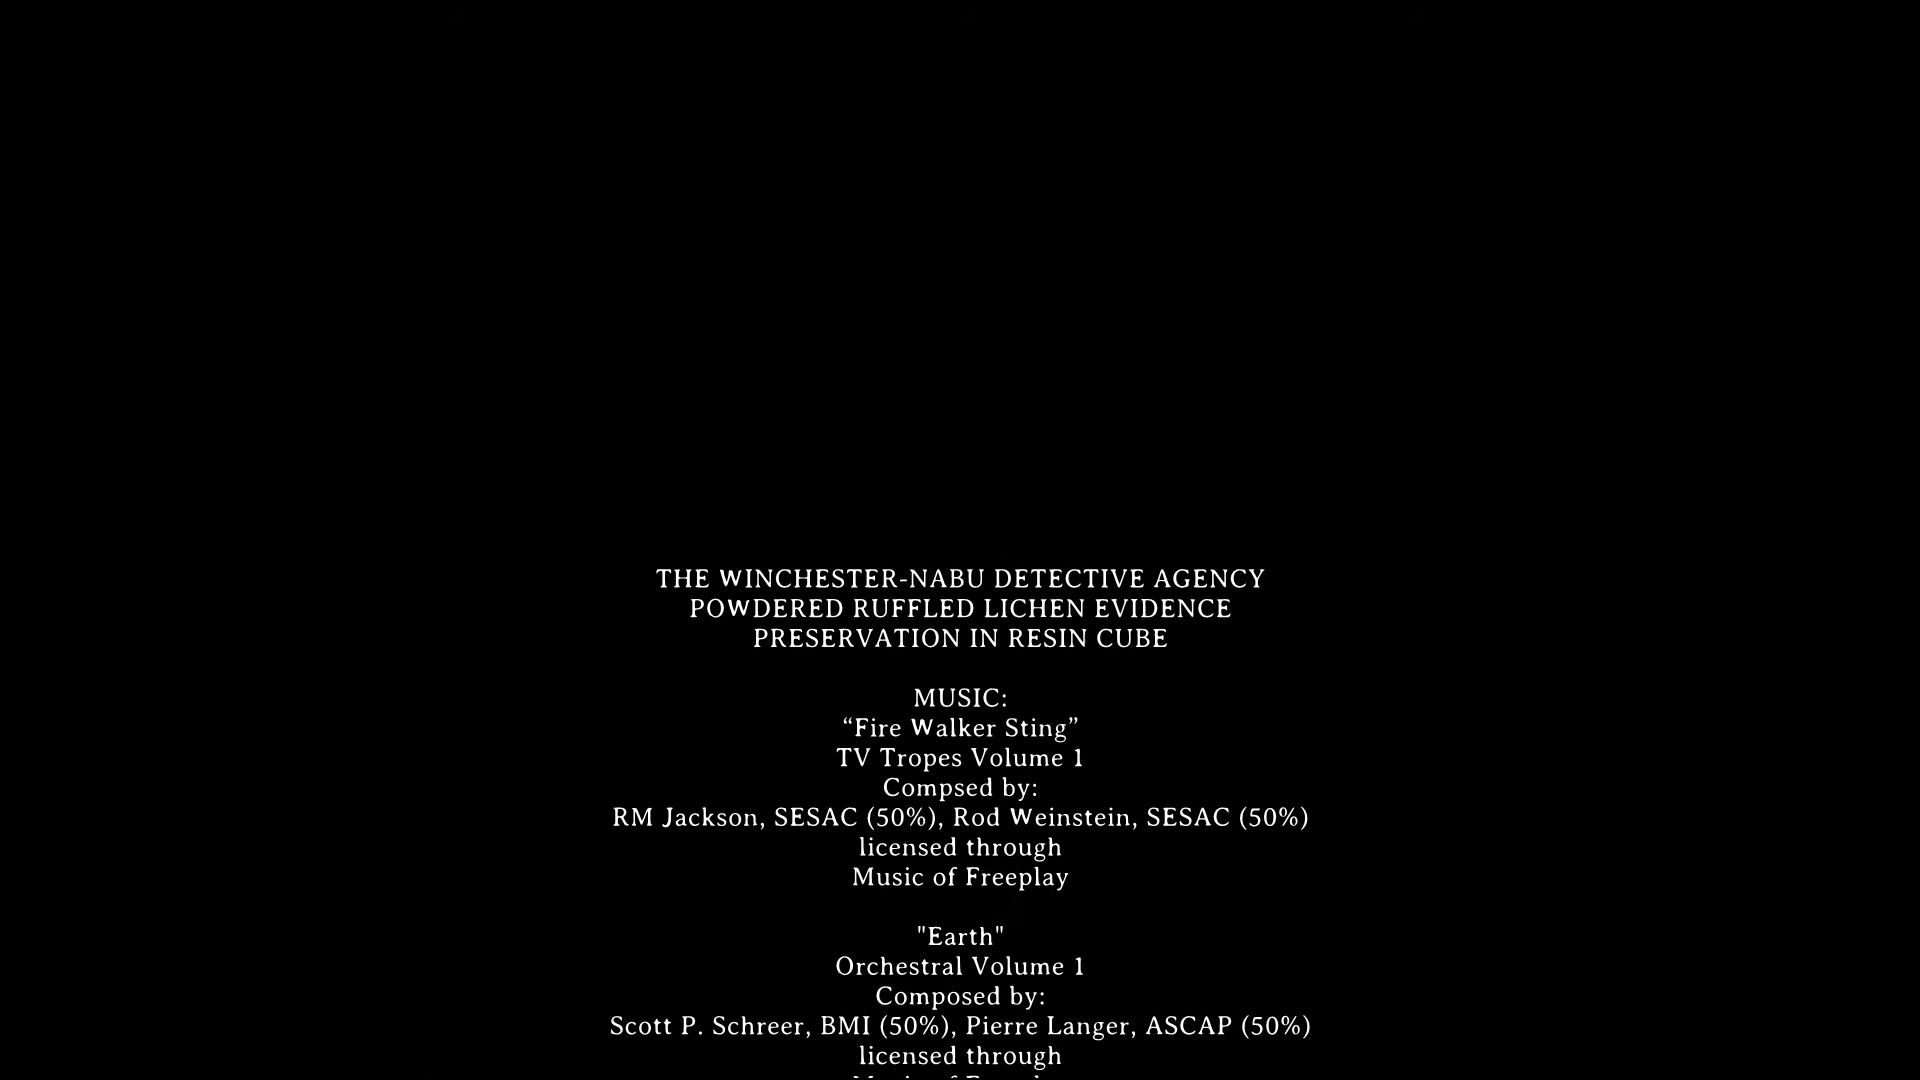 THE WINCHESTER-NABU DETECTIVE AGENCY
POWDERED RUFFLED LICHEN EVIDENCE
PRESERVATION IN RESIN CUBE
MUSIC:
“Fire Walker Sting”
TV Tropes Volume 1
Compsed by:
RM Jackson, SESAC (50%), Rod Weinstein, SESAC (50%)
licensed through
Music of Freeplay
"Earth"
Orchestral Volume 1
Composed by:
Scott P. Schreer, BMI (50%), Pierre Langer, ASCAP (50%)
licensed through